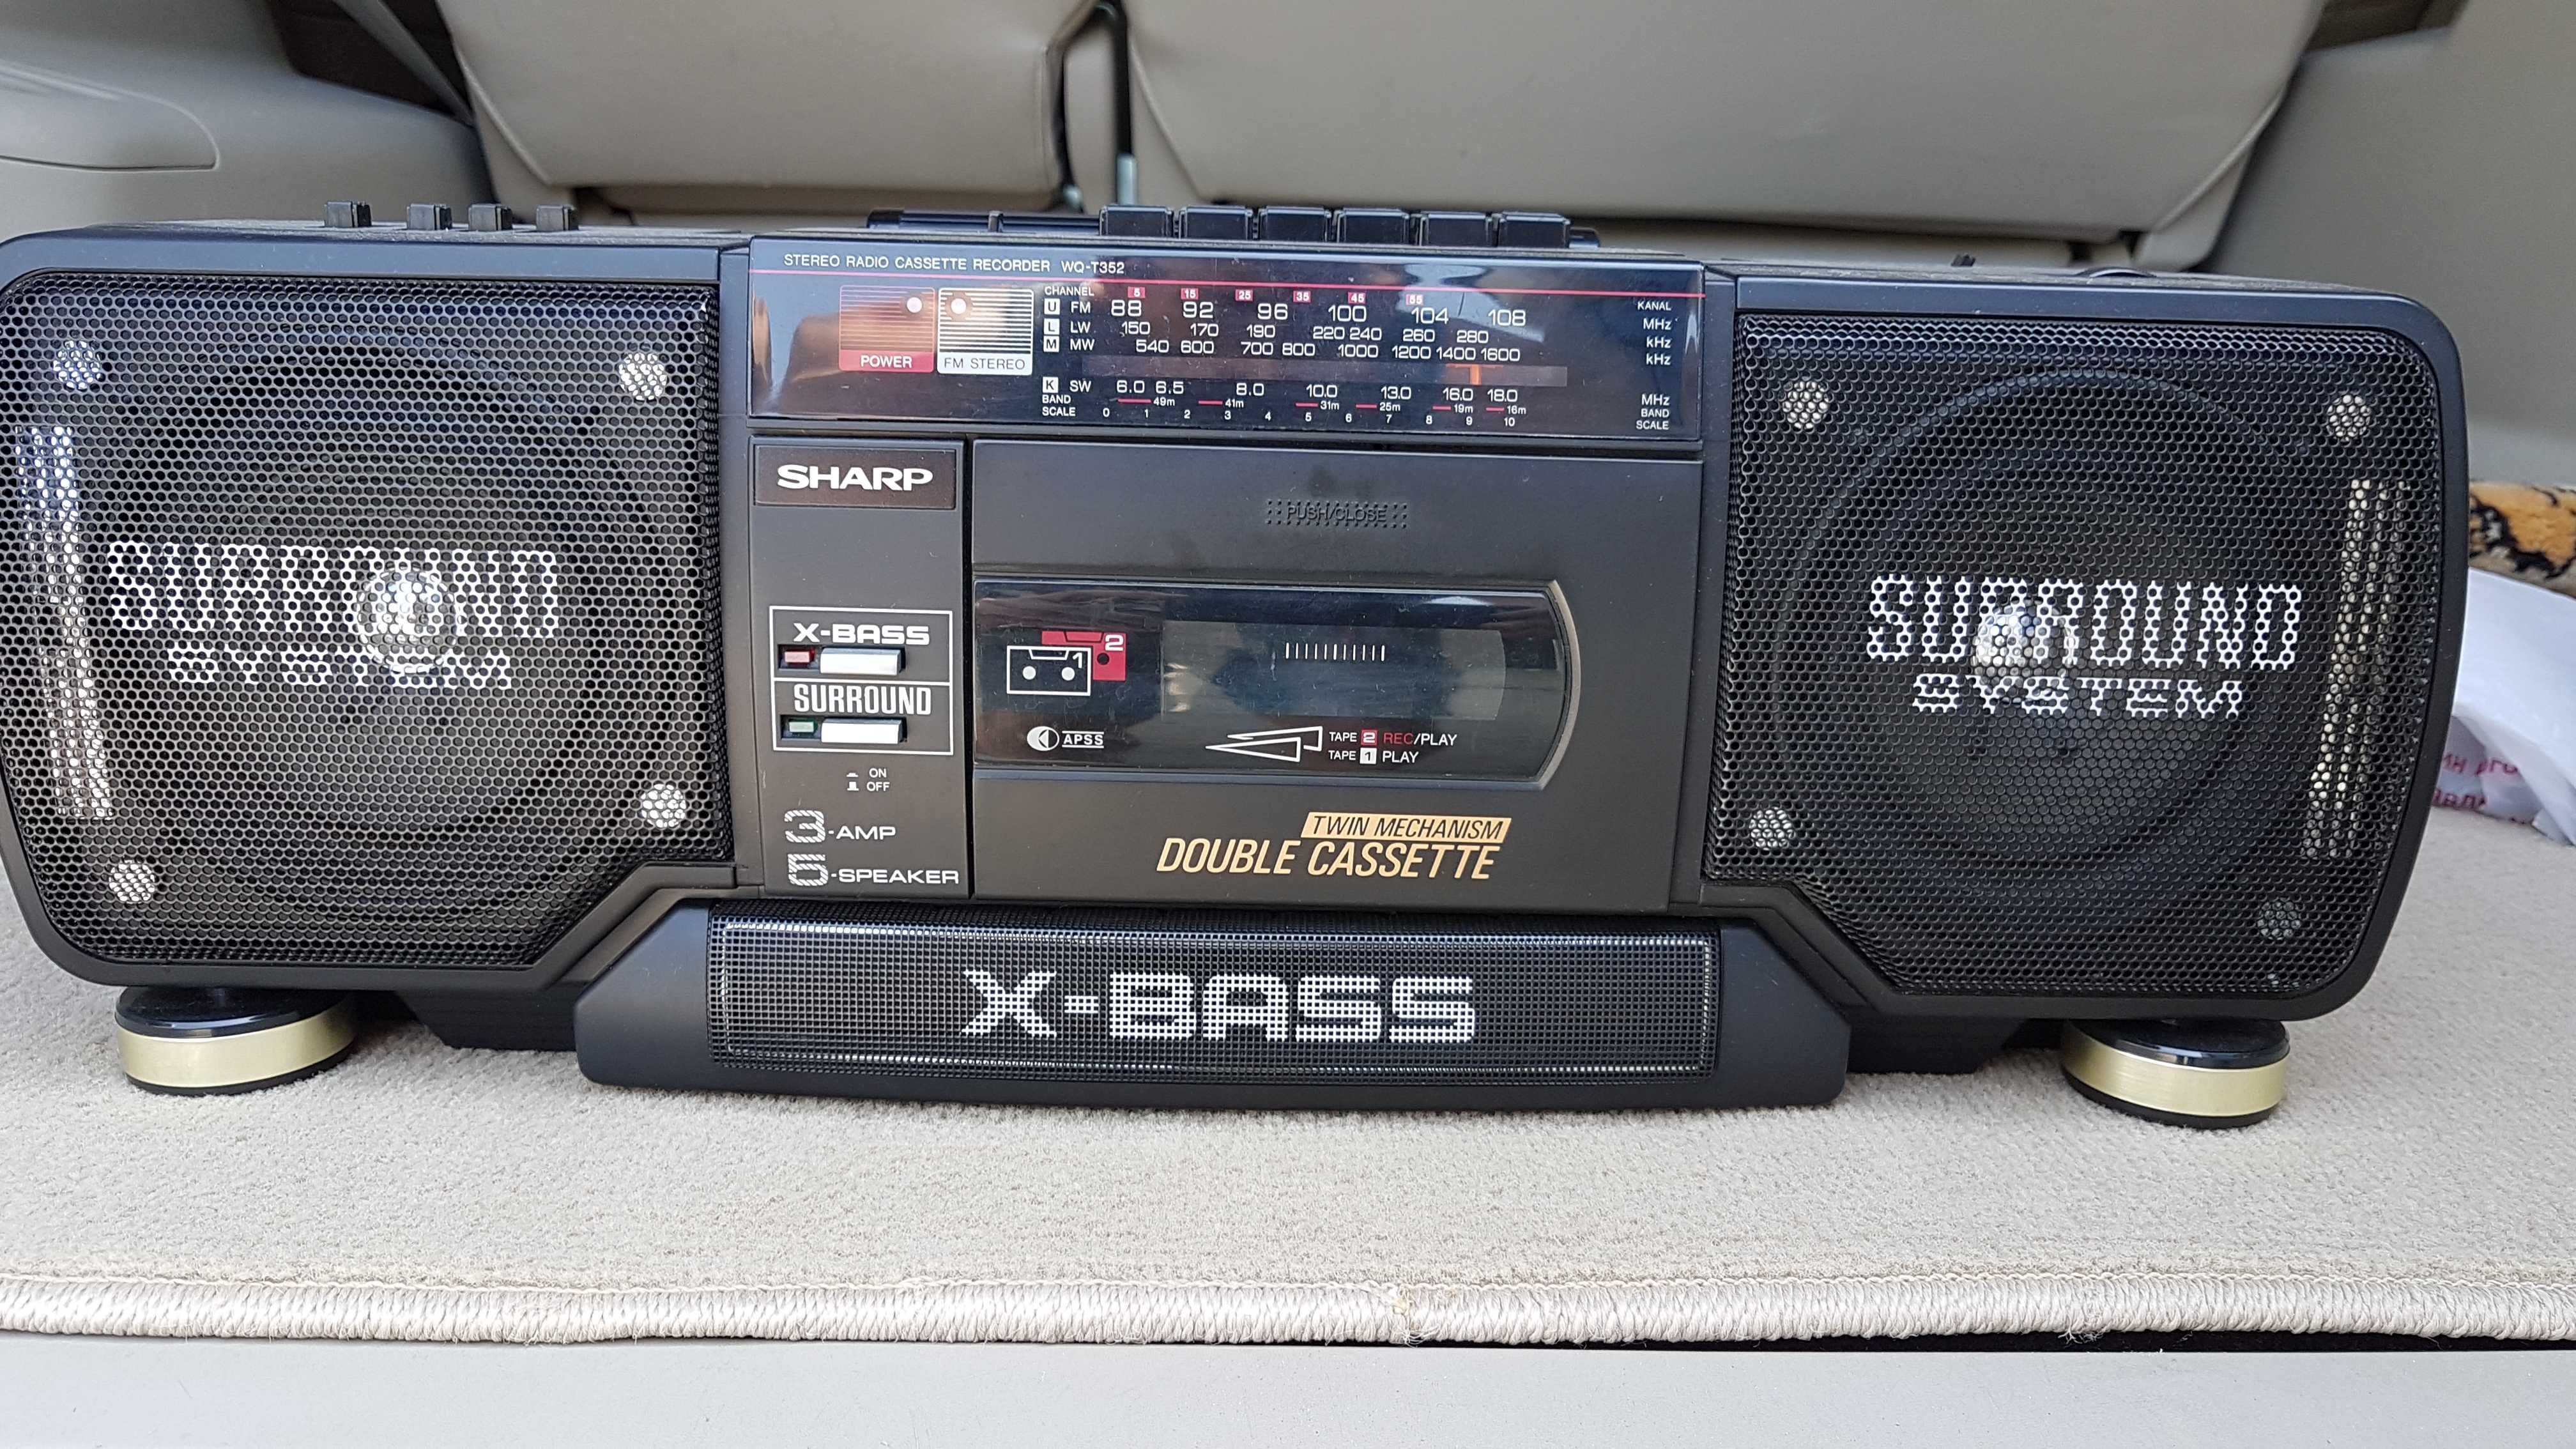 STEREO RADIO CASSETTE RECORDER WQ-T352
POWER
FM STEREO
CHANNEL 5 15 25 35 45 55 KANAL
U FM 88 92 96 100 104 108 MHz
L LW 150 170 190 220 240 260 280 kHz
M MW 540 600 700 800 1000 1200 1400 1600 kHz
K SW 6.0 6.5 8.0 10.0 13.0 16.0 18.0 MHz
BAND 49m 41m 31m 25m 19m 16m BAND
SCALE 0 1 2 3 4 5 6 7 8 9 10 SCALE
SHARP
PUSH/CLOSE
X-BASS
SURROUND
ON
OFF
3-AMP
5-SPEAKER
2
1
APSS
TAPE 2 REC/PLAY
TAPE 1 PLAY
TWIN MECHANISM
DOUBLE CASSETTE
SURROUND
SYSTEM
SURROUND
SYSTEM
X-BASS